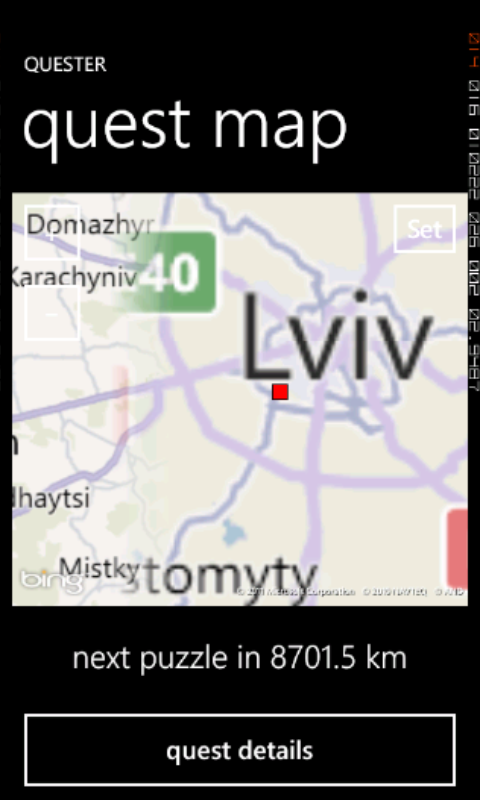 QUESTER
quest map
Domazhyr
Set
Karachyniv
40
Lviv
dhaytsi
Mistky
stomyty
bing
next puzzle in 8701.5 km
quest details